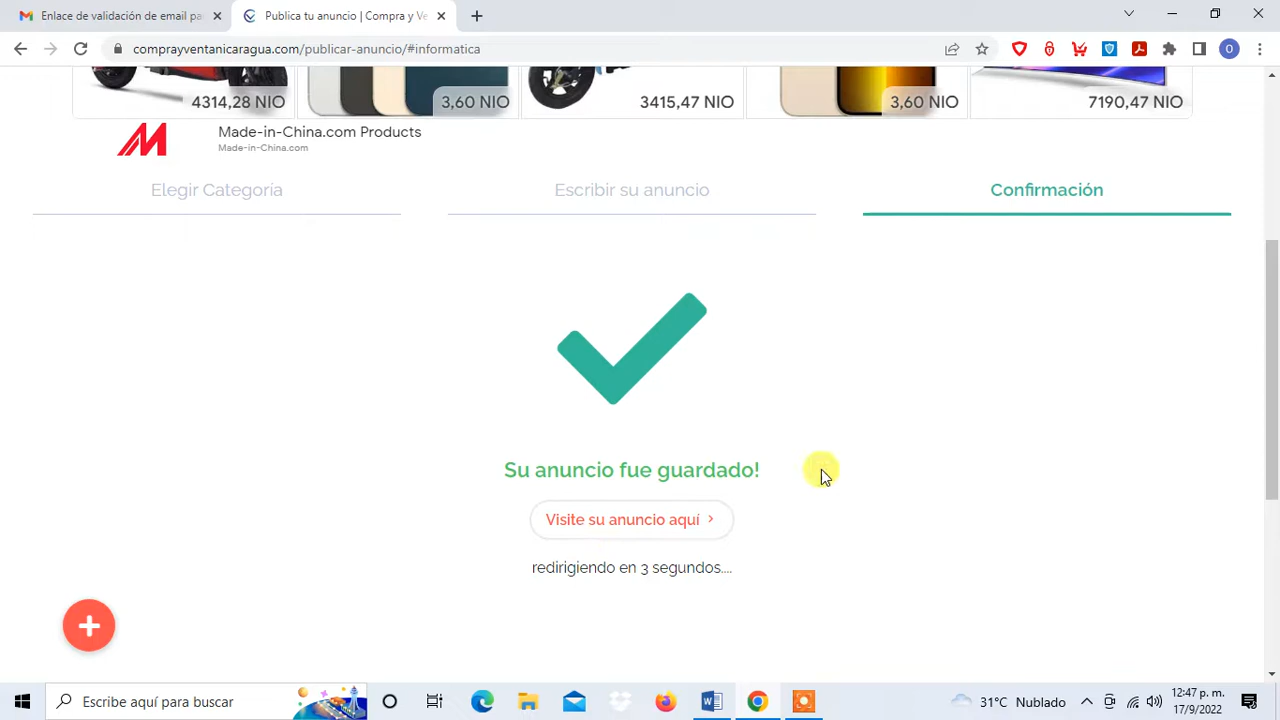 Enlace de validación de email pa
Publica tu anuncio | Compra y Ve
comprayventanicaragua.com/publicar-anuncio/#informatica
O
4314,28 NIO
3,60 NIO
3415,47 NIO
3,60 NIO
7190,47 NIO
Made-in-China.com Products
Made-in-China.com
Elegir Categoría
Escribir su anuncio
Confirmación
Su anuncio fue guardado!
Visite su anuncio aquí >
redirigiendo en 3 segundos....
+
Escribe aquí para buscar
31°C Nublado
12:47 p. m.
17/9/2022